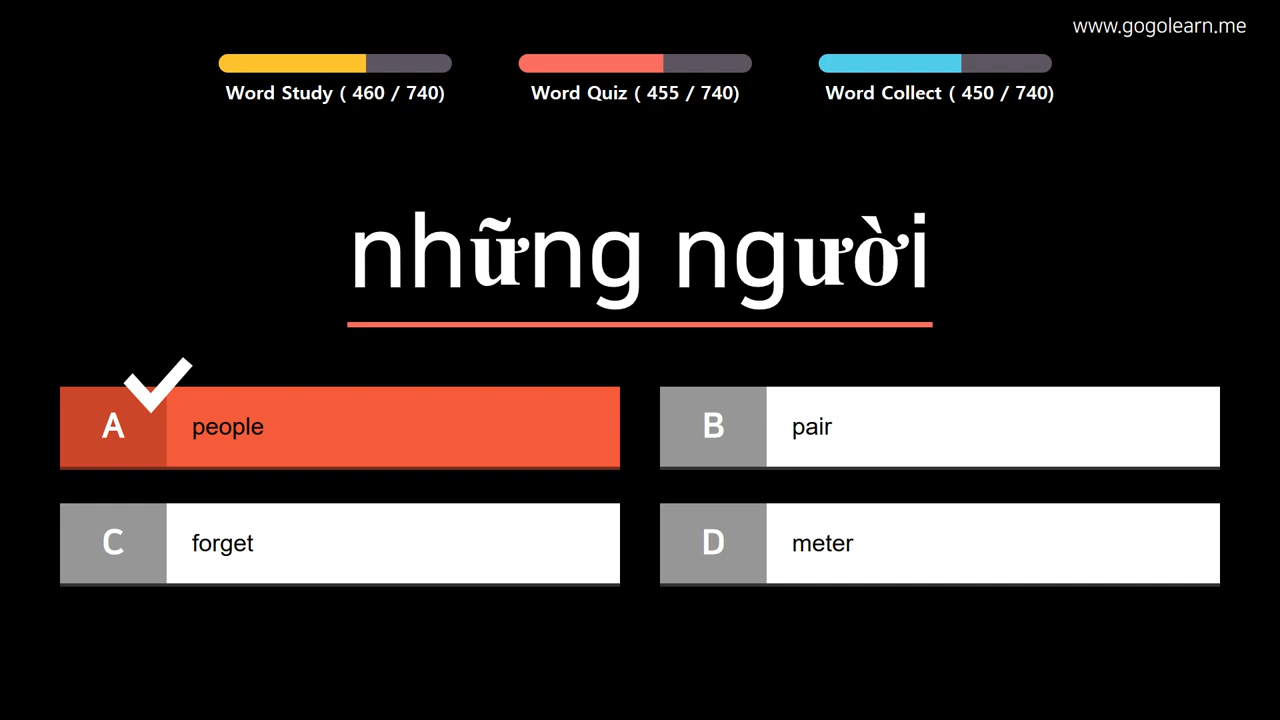 www.gogolearn.me
Word Study ( 460 / 740)
Word Quiz ( 455 / 740)
Word Collect ( 450 / 740)
những người
A people
B pair
C forget
D meter